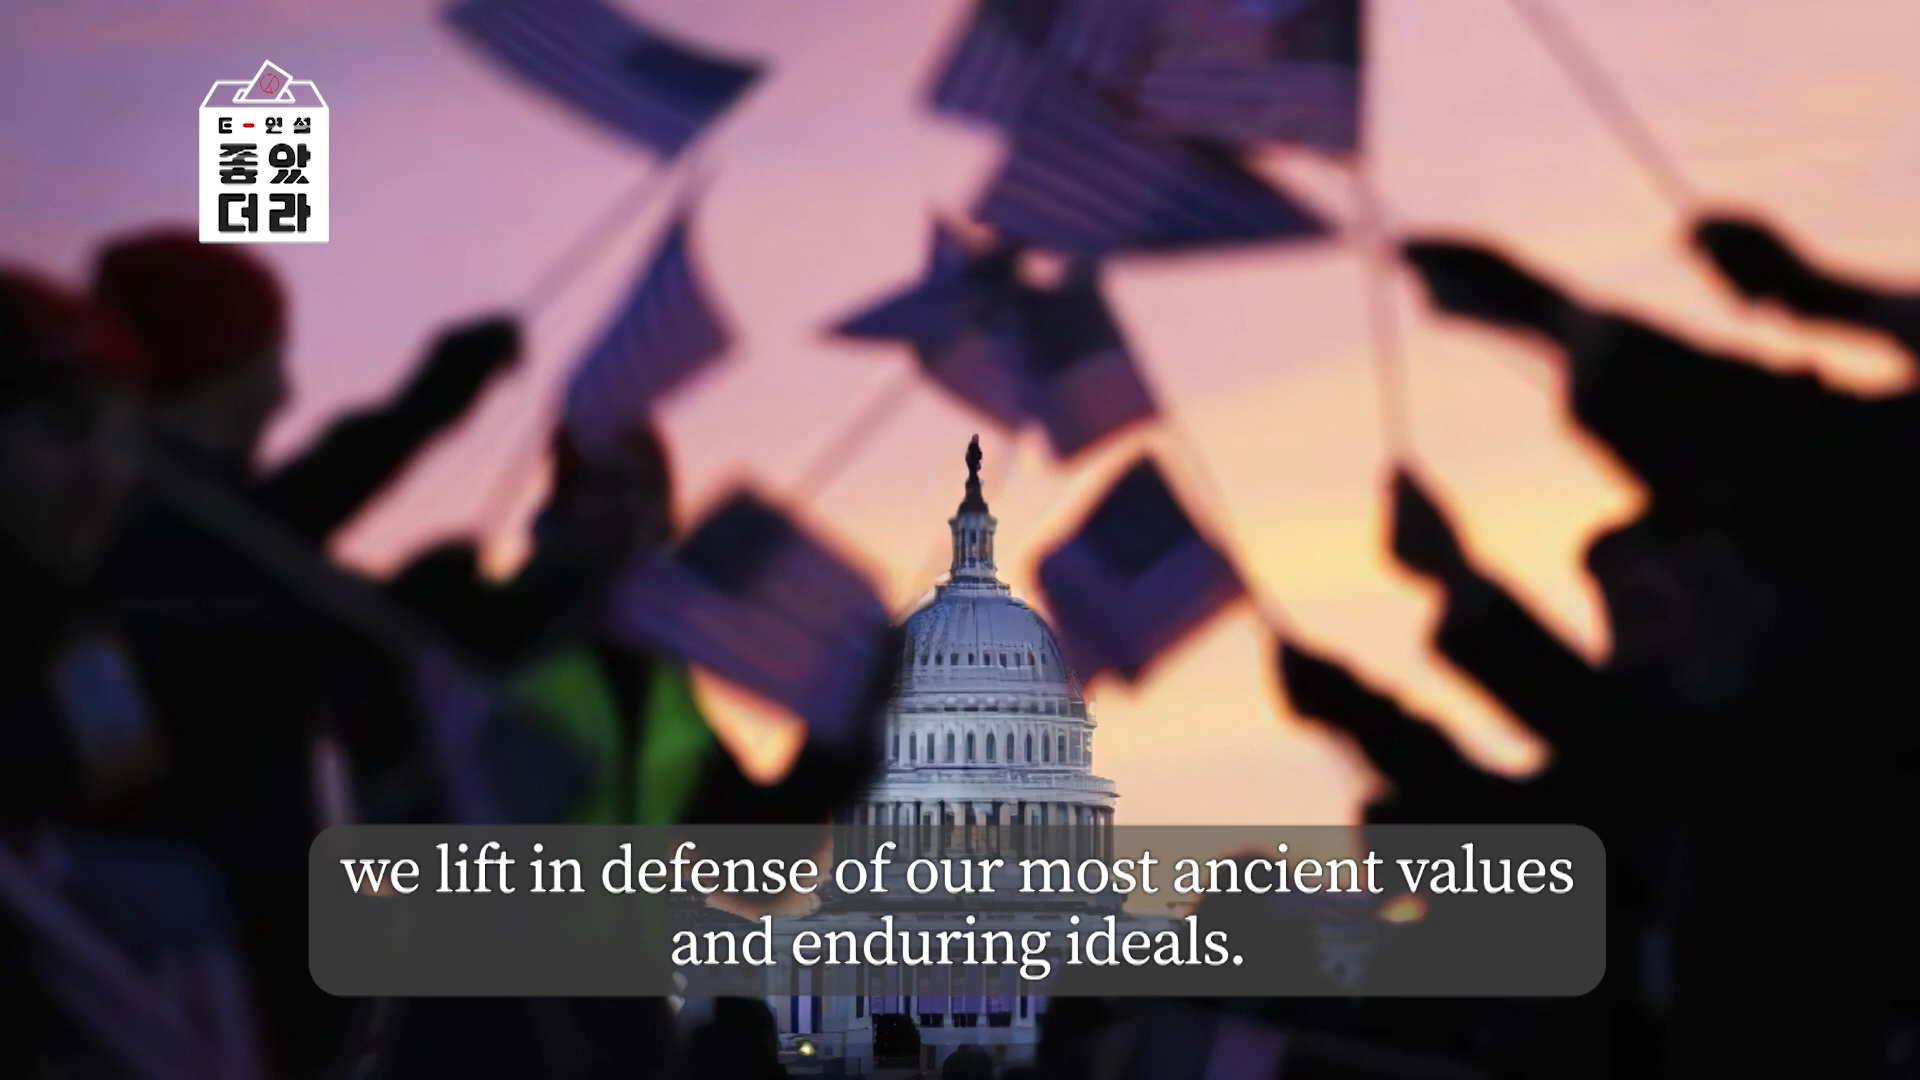 E-연설
좋았
더라
we lift in defense of our most ancient values
and enduring ideals.